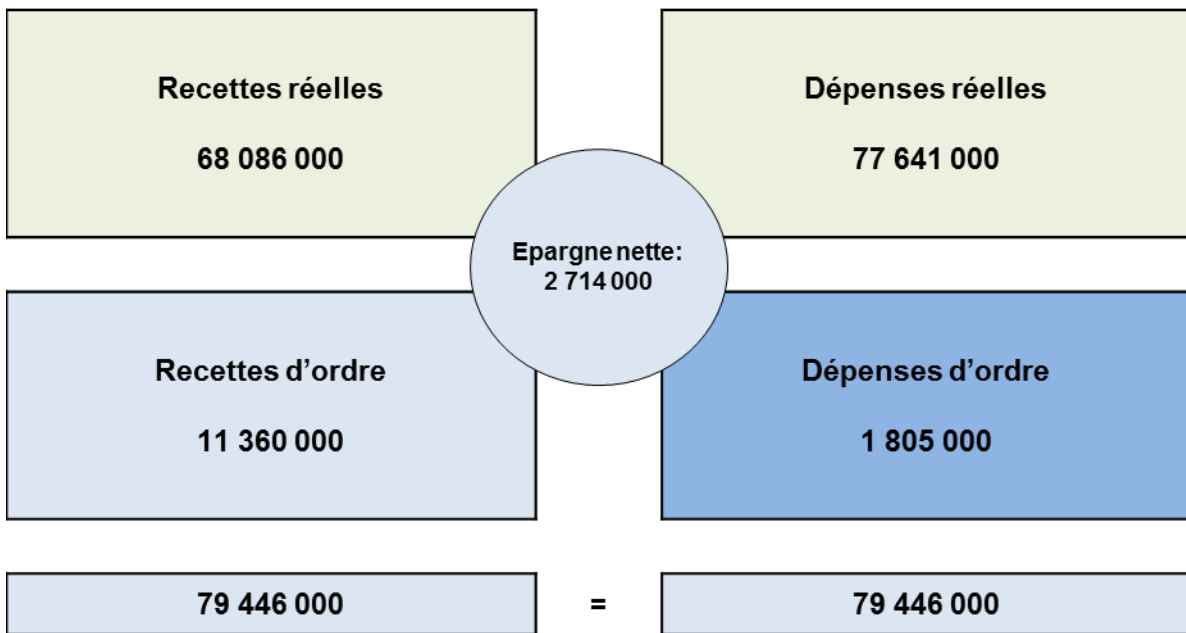 Recettes réelles
68 086 000
Dépenses réelles
77 641 000
Epargne nette:
2 714 000
Recettes d’ordre
11 360 000
Dépenses d’ordre
1 805 000
79 446 000
=
79 446 000